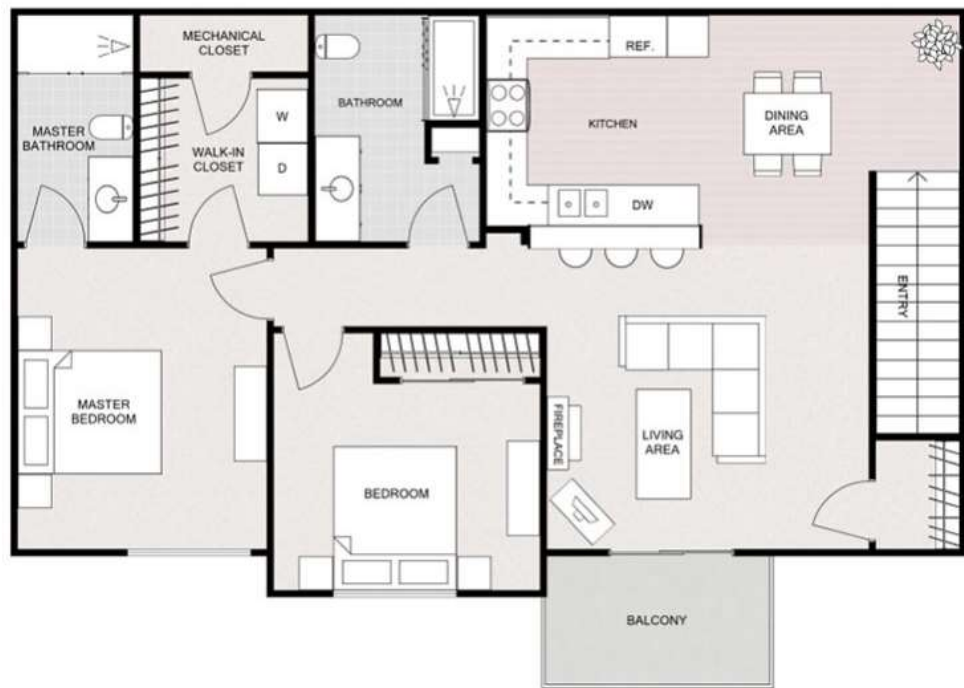 MECHANICAL
CLOSET
REF.
BATHROOM
W
KITCHEN
DINING
AREA
MASTER
BATHROOM
WALK-IN
CLOSET
D
DW
ENTRY
MASTER
BEDROOM
FIREPLACE
LIVING
AREA
BEDROOM
BALCONY